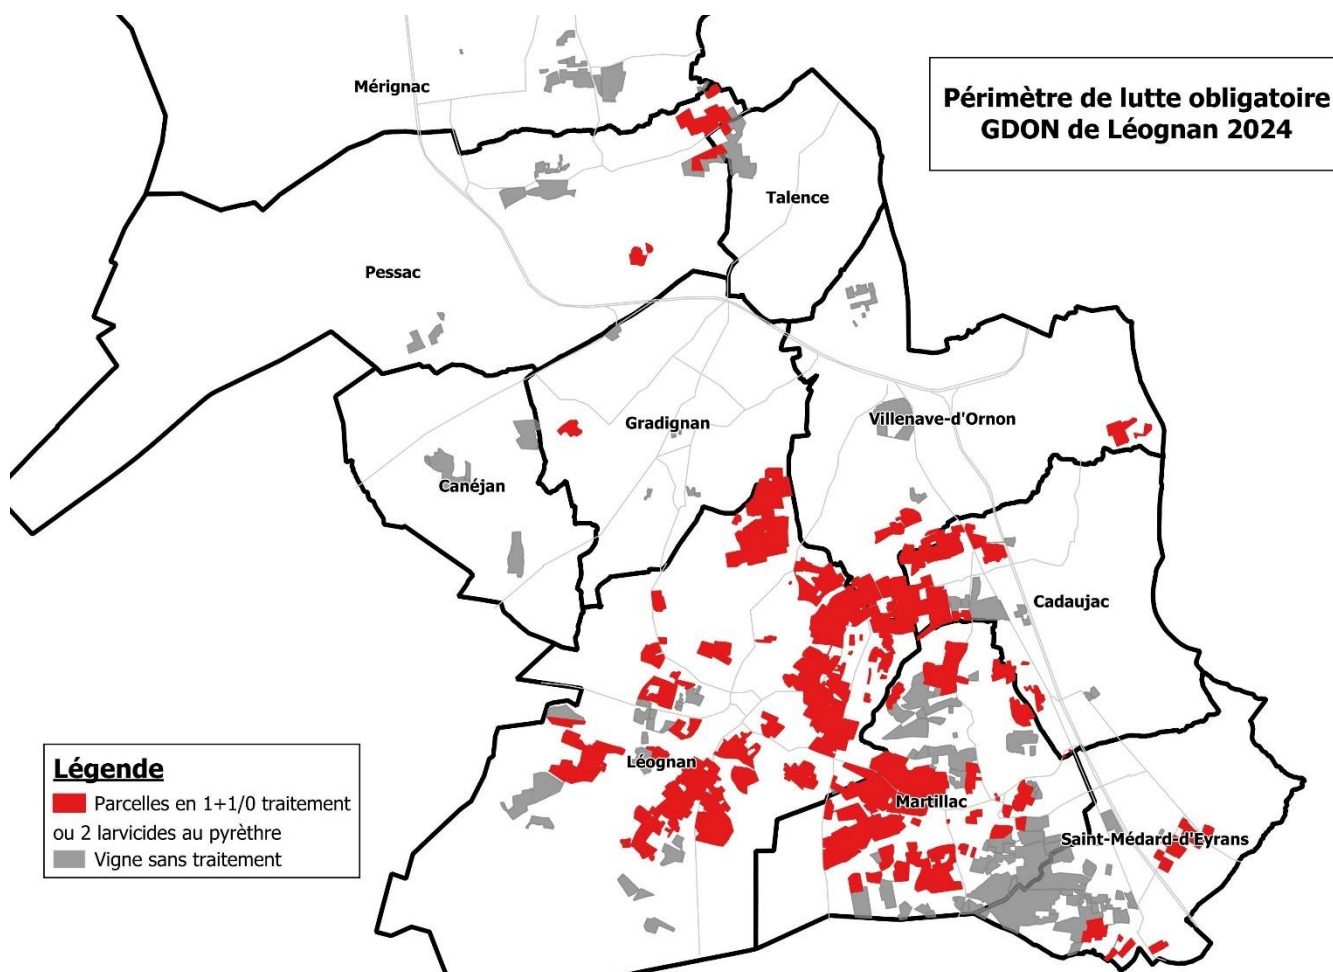 Périmètre de lutte obligatoire
GDON de Léognan 2024
Mérignac
Talence
Pessac
Gradignan
Villenave-d'Ornon
Canéjan
Cadaujac
Léognan
Martillac
Saint-Médard-d'Eyrans
Légende
Parcelles en 1+1/0 traitement
ou 2 larvicides au pyrèthre
Vigne sans traitement